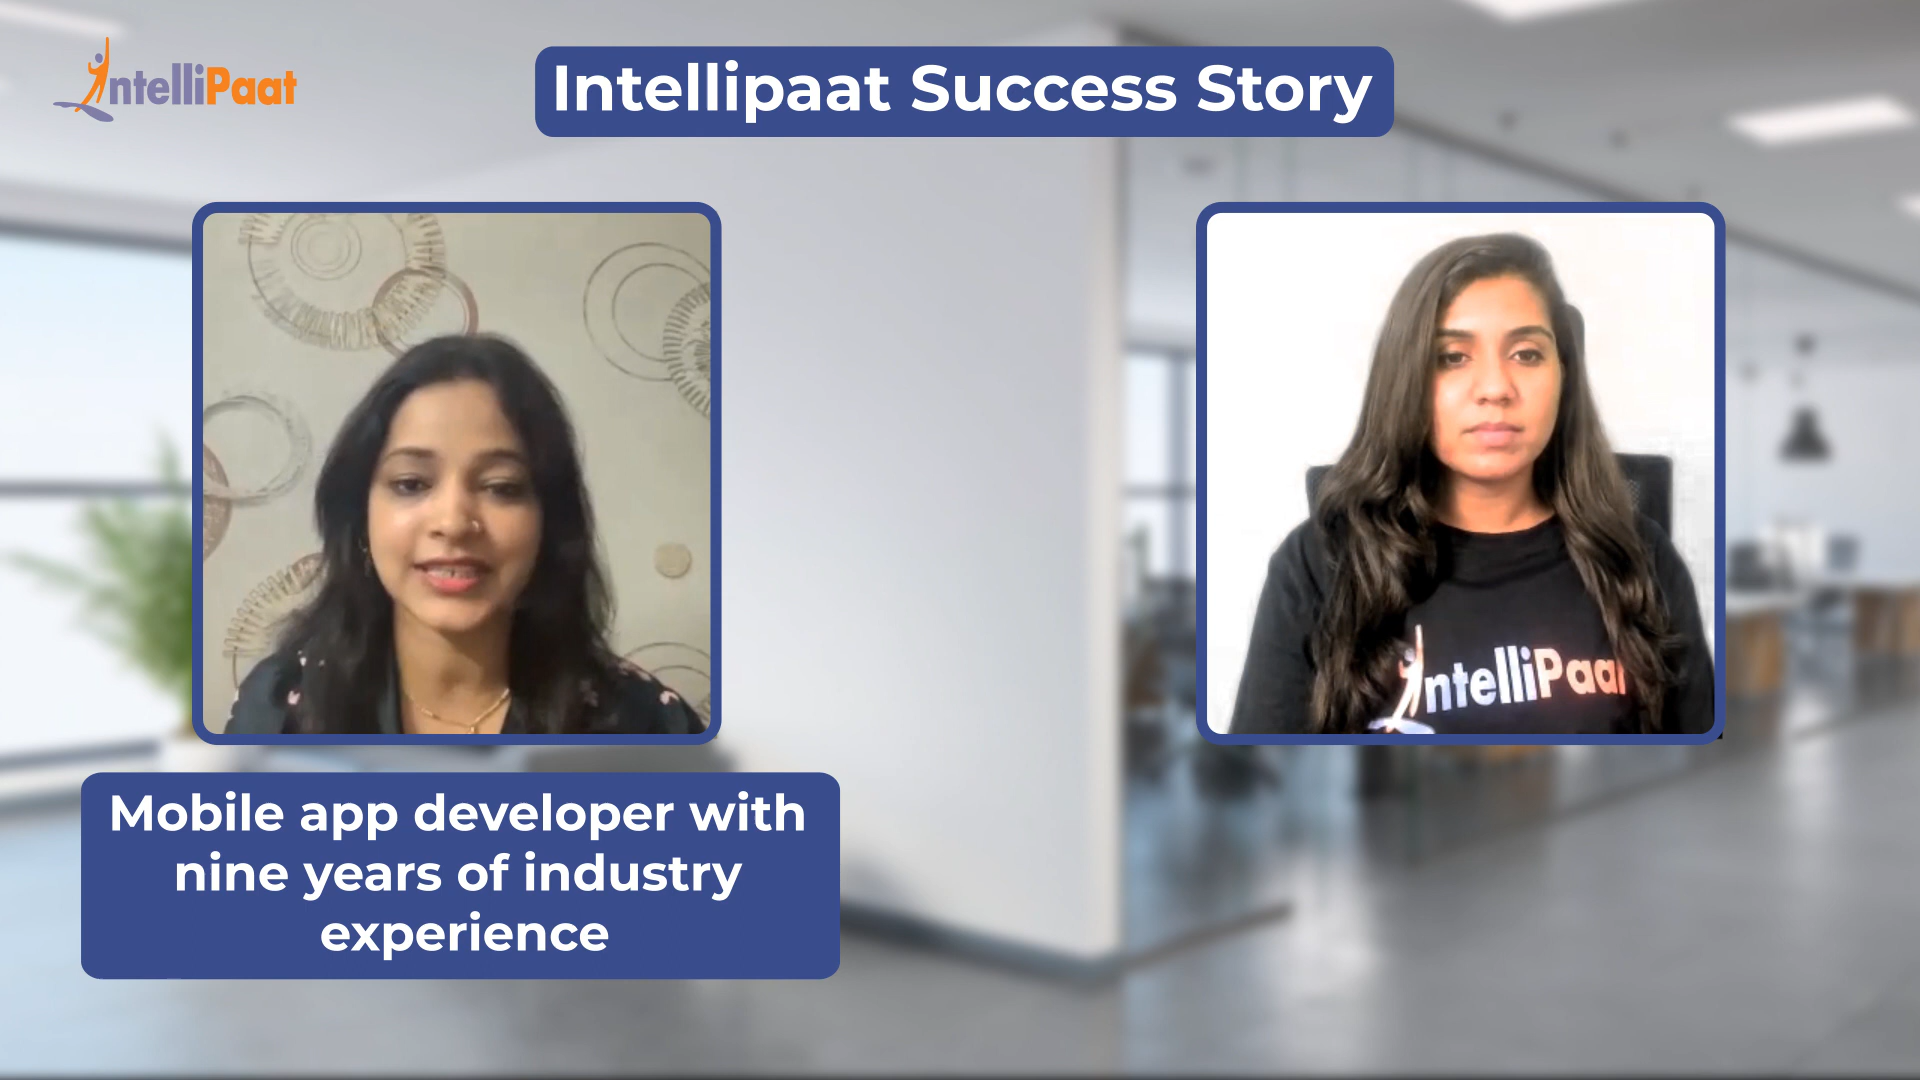 IntelliPaat
Intellipaat Success Story
IntelliPaat
Mobile app developer with
nine years of industry
experience